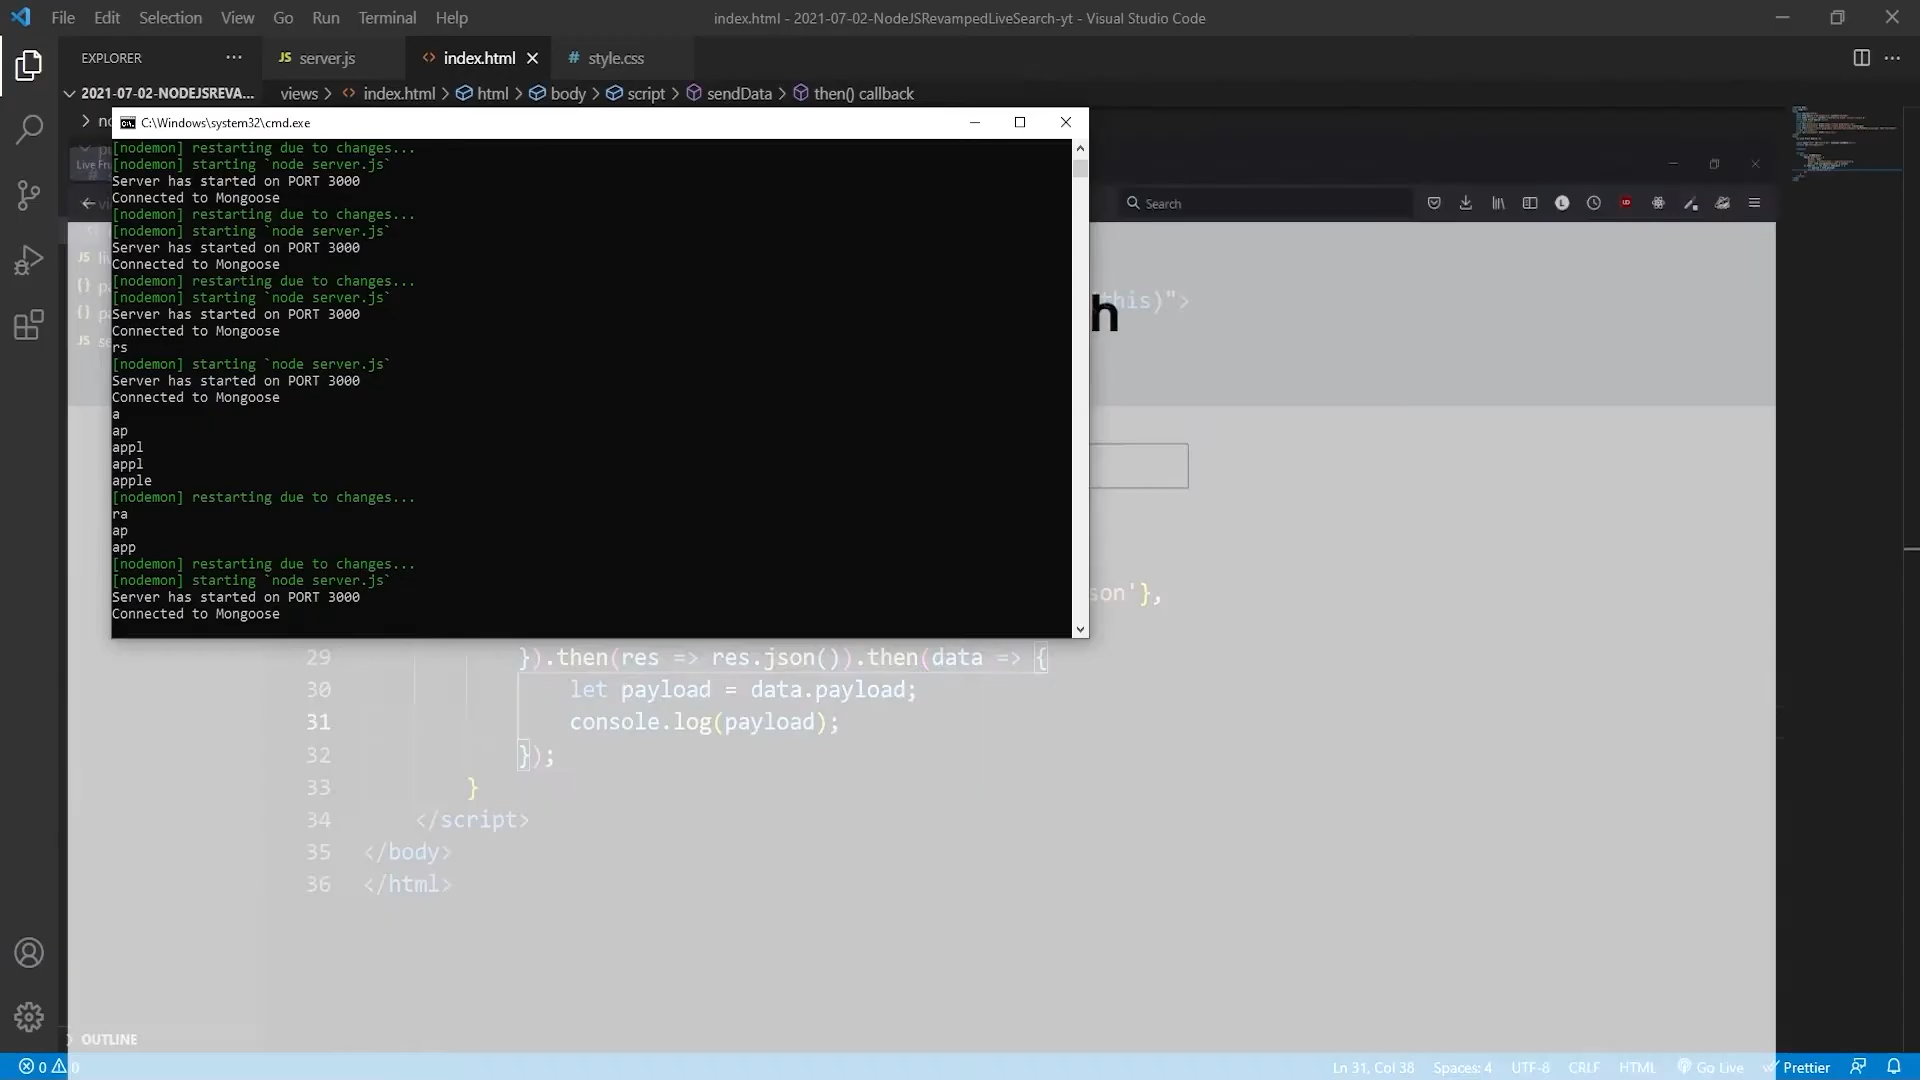 File Edit Selection View Go Run Terminal Help
index.html - 2021-07-02-NodeJSRevampedLiveSearch-yt - Visual Studio Code
EXPLORER
JS server.js
index.html
# style.css
2021-07-02-NODEJSREVA...
views > index.html > html > body > script > sendData > then() callback
C:\Windows\system32\cmd.exe
[nodemon] restarting due to changes...
[nodemon] starting `node server.js`
Server has started on PORT 3000
Connected to Mongoose
[nodemon] restarting due to changes...
[nodemon] starting `node server.js`
Server has started on PORT 3000
Connected to Mongoose
[nodemon] restarting due to changes...
[nodemon] starting `node server.js`
Server has started on PORT 3000
Connected to Mongoose
rs
[nodemon] starting `node server.js`
Server has started on PORT 3000
Connected to Mongoose
a
ap
appl
appl
apple
[nodemon] restarting due to changes...
ra
ap
app
[nodemon] restarting due to changes...
[nodemon] starting `node server.js`
Server has started on PORT 3000
Connected to Mongoose
Search
this)">
h
son'},
29 }).then(res => res.json()).then(data => {
30 let payload = data.payload;
31 console.log(payload);
32 });
33 }
34 </script>
35 </body>
36 </html>
OUTLINE
0 0
Ln 31, Col 38 Spaces: 4 UTF-8 CRLF HTML Go Live Prettier